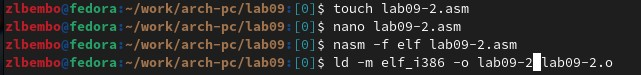 zlbembo@fedora:~/work/arch-pc/lab09:[0]$ touch lab09-2.asm
zlbembo@fedora:~/work/arch-pc/lab09:[0]$ nano lab09-2.asm
zlbembo@fedora:~/work/arch-pc/lab09:[0]$ nasm -f elf lab09-2.asm
zlbembo@fedora:~/work/arch-pc/lab09:[0]$ ld -m elf_i386 -o lab09-2 lab09-2.o